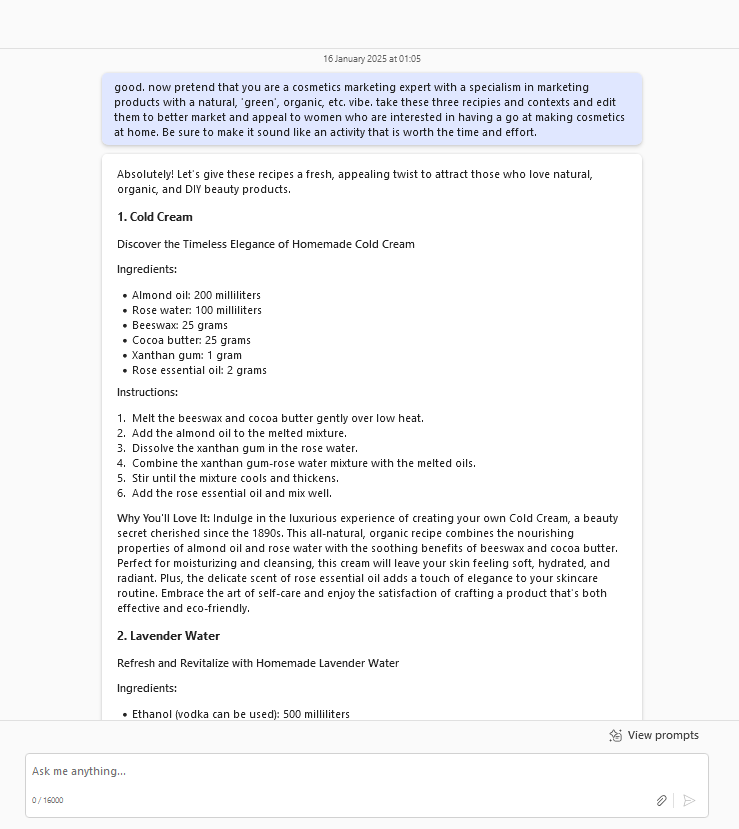 16 January 2025 at 01:05
good. now pretend that you are a cosmetics marketing expert with a specialism in marketing
products with a natural, 'green', organic, etc. vibe. take these three recipies and contexts and edit
them to better market and appeal to women who are interested in having a go at making cosmetics
at home. Be sure to make it sound like an activity that is worth the time and effort.
Absolutely! Let's give these recipes a fresh, appealing twist to attract those who love natural,
organic, and DIY beauty products.
1. Cold Cream
Discover the Timeless Elegance of Homemade Cold Cream
Ingredients:
• Almond oil: 200 milliliters
• Rose water: 100 milliliters
• Beeswax: 25 grams
• Cocoa butter: 25 grams
• Xanthan gum: 1 gram
• Rose essential oil: 2 grams
Instructions:
1. Melt the beeswax and cocoa butter gently over low heat.
2. Add the almond oil to the melted mixture.
3. Dissolve the xanthan gum in the rose water.
4. Combine the xanthan gum-rose water mixture with the melted oils.
5. Stir until the mixture cools and thickens.
6. Add the rose essential oil and mix well.
Why You'll Love It: Indulge in the luxurious experience of creating your own Cold Cream, a beauty
secret cherished since the 1890s. This all-natural, organic recipe combines the nourishing
properties of almond oil and rose water with the soothing benefits of beeswax and cocoa butter.
Perfect for moisturizing and cleansing, this cream will leave your skin feeling soft, hydrated, and
radiant. Plus, the delicate scent of rose essential oil adds a touch of elegance to your skincare
routine. Embrace the art of self-care and enjoy the satisfaction of crafting a product that's both
effective and eco-friendly.
2. Lavender Water
Refresh and Revitalize with Homemade Lavender Water
Ingredients:
• Ethanol (vodka can be used): 500 milliliters
View prompts
Ask me anything...
0 / 16000